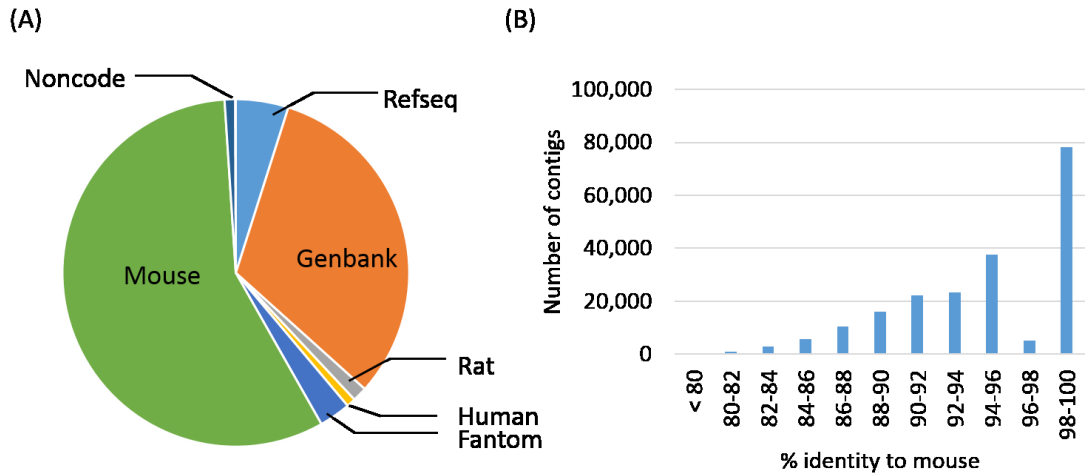 (A)
Noncode
Refseq
Mouse
Genbank
Rat
Human
Fantom
(B)
Number of contigs
100,000
80,000
60,000
40,000
20,000
0
< 80
80-82
82-84
84-86
86-88
88-90
90-92
92-94
94-96
96-98
98-100
% identity to mouse